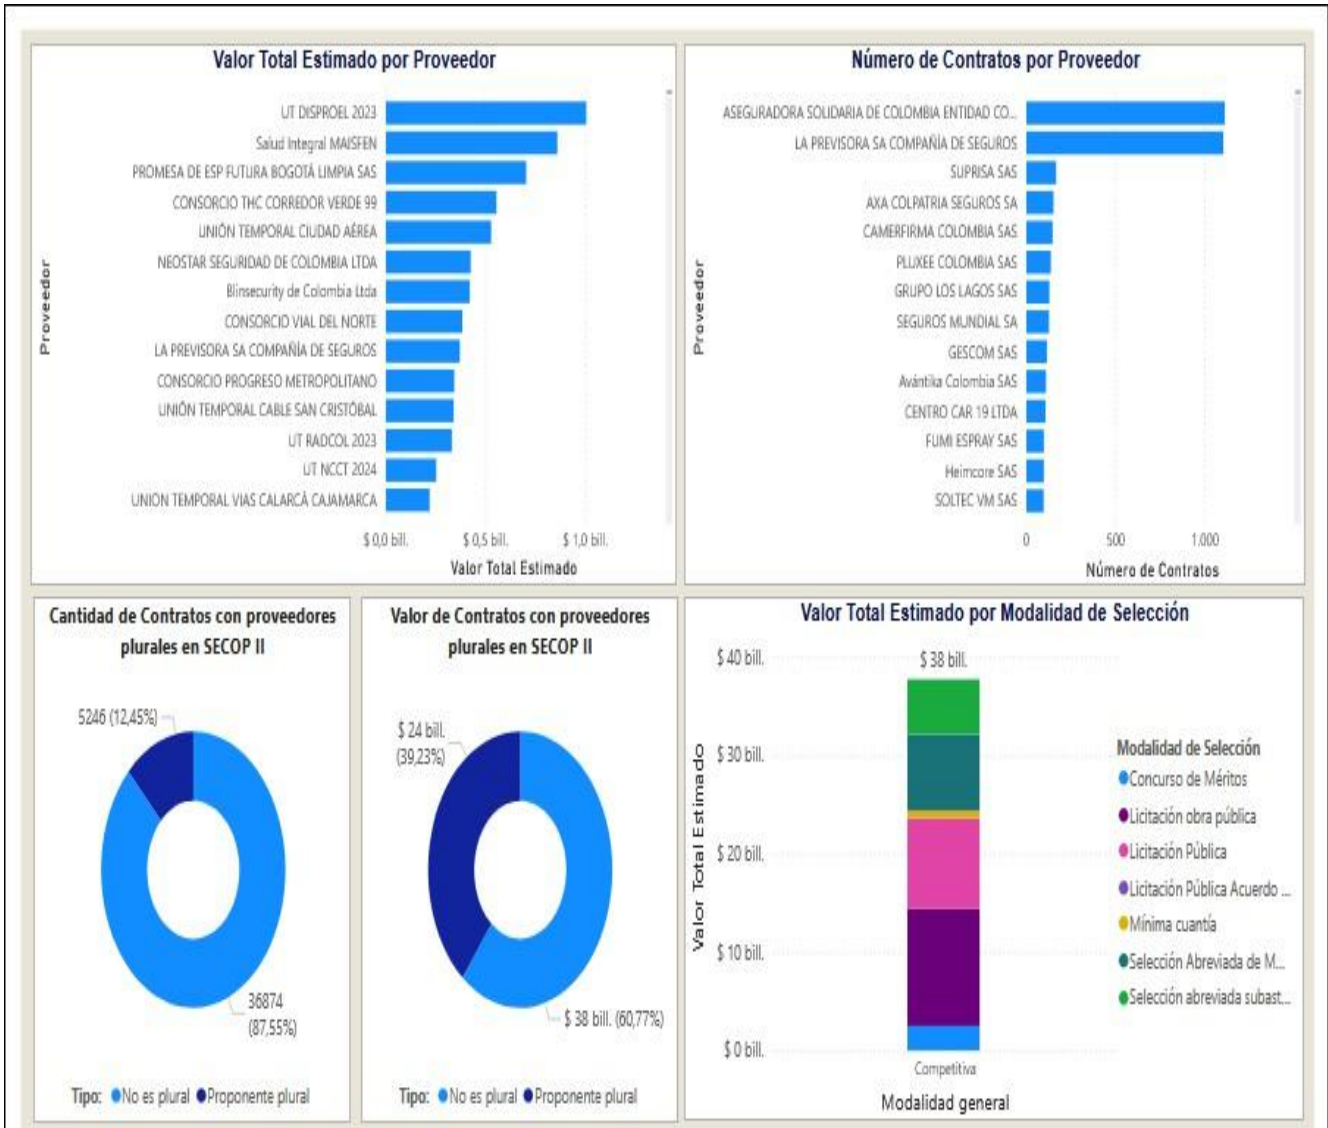 Valor Total Estimado por Proveedor
Proveedor
UT DISPROEL 2023
Salud Integral MAISFEN
PROMESA DE ESP FUTURA BOGOTÁ LIMPIA SAS
CONSORCIO THC CORREDOR VERDE 99
UNIÓN TEMPORAL CIUDAD AÉREA
NEOSTAR SEGURIDAD DE COLOMBIA LTDA
Blinsecurity de Colombia Ltda
CONSORCIO VIAL DEL NORTE
LA PREVISORA SA COMPAÑÍA DE SEGUROS
CONSORCIO PROGRESO METROPOLITANO
UNIÓN TEMPORAL CABLE SAN CRISTÓBAL
UT RADCOL 2023
UT NCCT 2024
UNION TEMPORAL VIAS CALARCÁ CAJAMARCA
$ 0,0 bill. $ 0,5 bill. $ 1,0 bill.
Valor Total Estimado
Número de Contratos por Proveedor
Proveedor
ASEGURADORA SOLIDARIA DE COLOMBIA ENTIDAD CO...
LA PREVISORA SA COMPAÑÍA DE SEGUROS
SUPRISA SAS
AXA COLPATRIA SEGUROS SA
CAMERFIRMA COLOMBIA SAS
PLUXEE COLOMBIA SAS
GRUPO LOS LAGOS SAS
SEGUROS MUNDIAL SA
GESCOM SAS
Avántika Colombia SAS
CENTRO CAR 19 LTDA
FUMI ESPRAY SAS
Heimcore SAS
SOLTEC VM SAS
0 500 1.000
Número de Contratos
Cantidad de Contratos con proveedores
plurales en SECOP II
5246 (12,45%)
36874
(87,55%)
Tipo: No es plural Proponente plural
Valor de Contratos con proveedores
plurales en SECOP II
$ 24 bill.
(39,23%)
$ 38 bill. (60,77%)
Tipo: No es plural Proponente plural
Valor Total Estimado por Modalidad de Selección
Valor Total Estimado
$ 40 bill.
$ 30 bill.
$ 20 bill.
$ 10 bill.
$ 0 bill.
$ 38 bill.
Competitiva
Modalidad general
Modalidad de Selección
Concurso de Méritos
Licitación obra pública
Licitación Pública
Licitación Pública Acuerdo ...
Mínima cuantía
Selección Abreviada de M...
Selección abreviada subast...